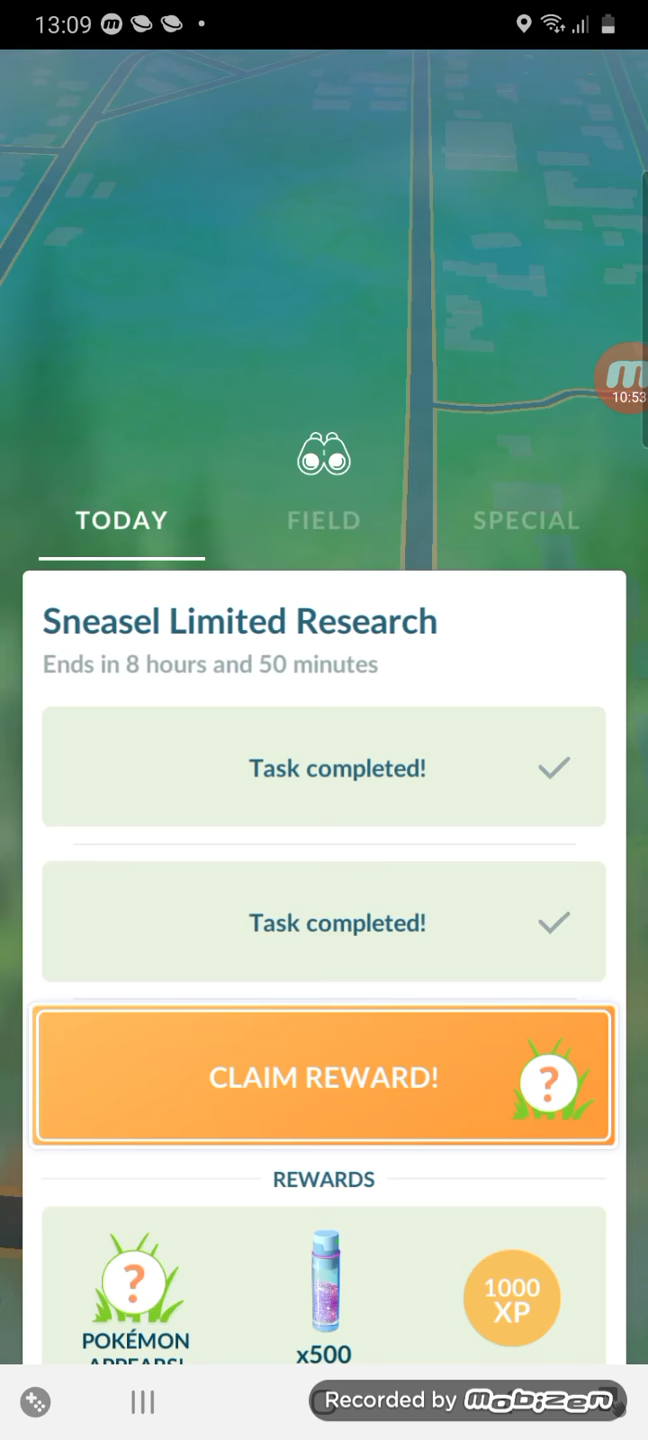 13:09
10:53
TODAY FIELD SPECIAL
Sneasel Limited Research
Ends in 8 hours and 50 minutes
Task completed!
Task completed!
CLAIM REWARD! ?
REWARDS
?
1000
XP
POKÉMON
APPEARS!
x500
Recorded by mobizen